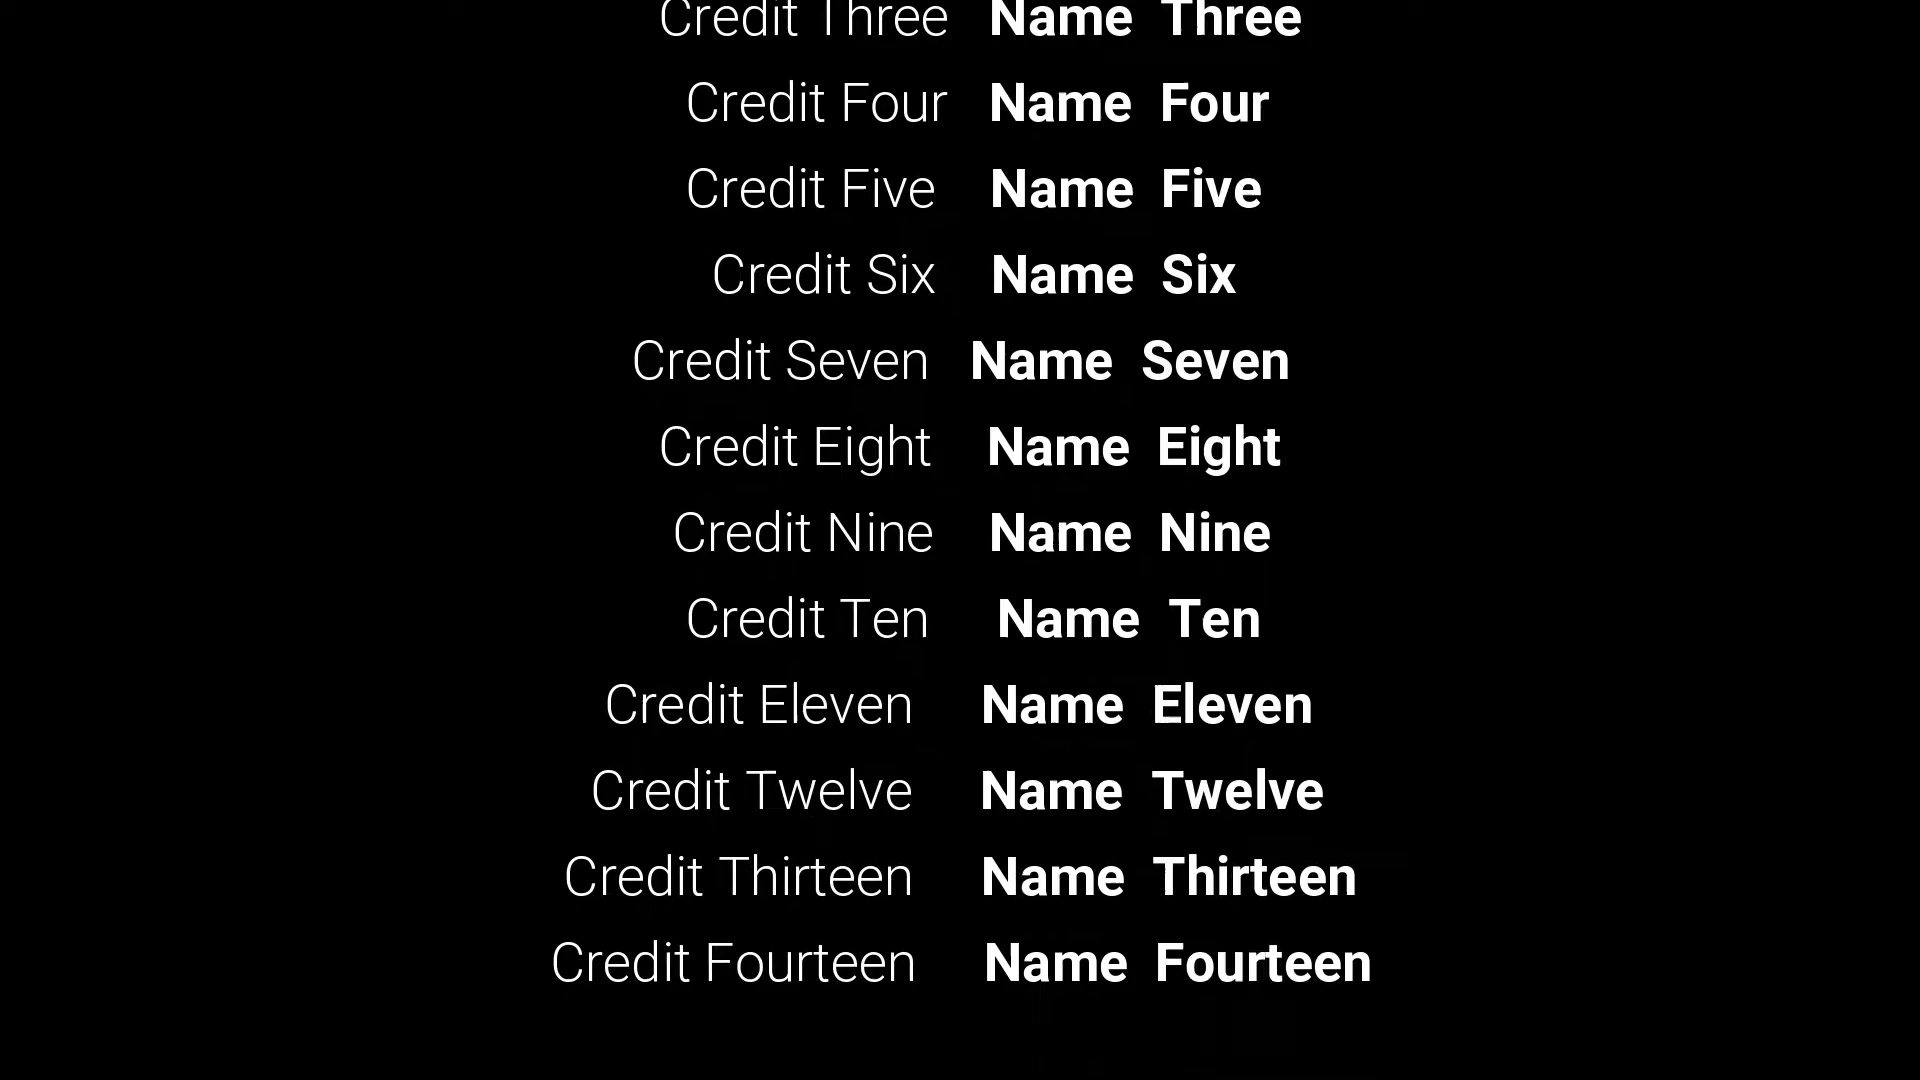 Credit Three Name Three
Credit Four Name Four
Credit Five Name Five
Credit Six Name Six
Credit Seven Name Seven
Credit Eight Name Eight
Credit Nine Name Nine
Credit Ten Name Ten
Credit Eleven Name Eleven
Credit Twelve Name Twelve
Credit Thirteen Name Thirteen
Credit Fourteen Name Fourteen